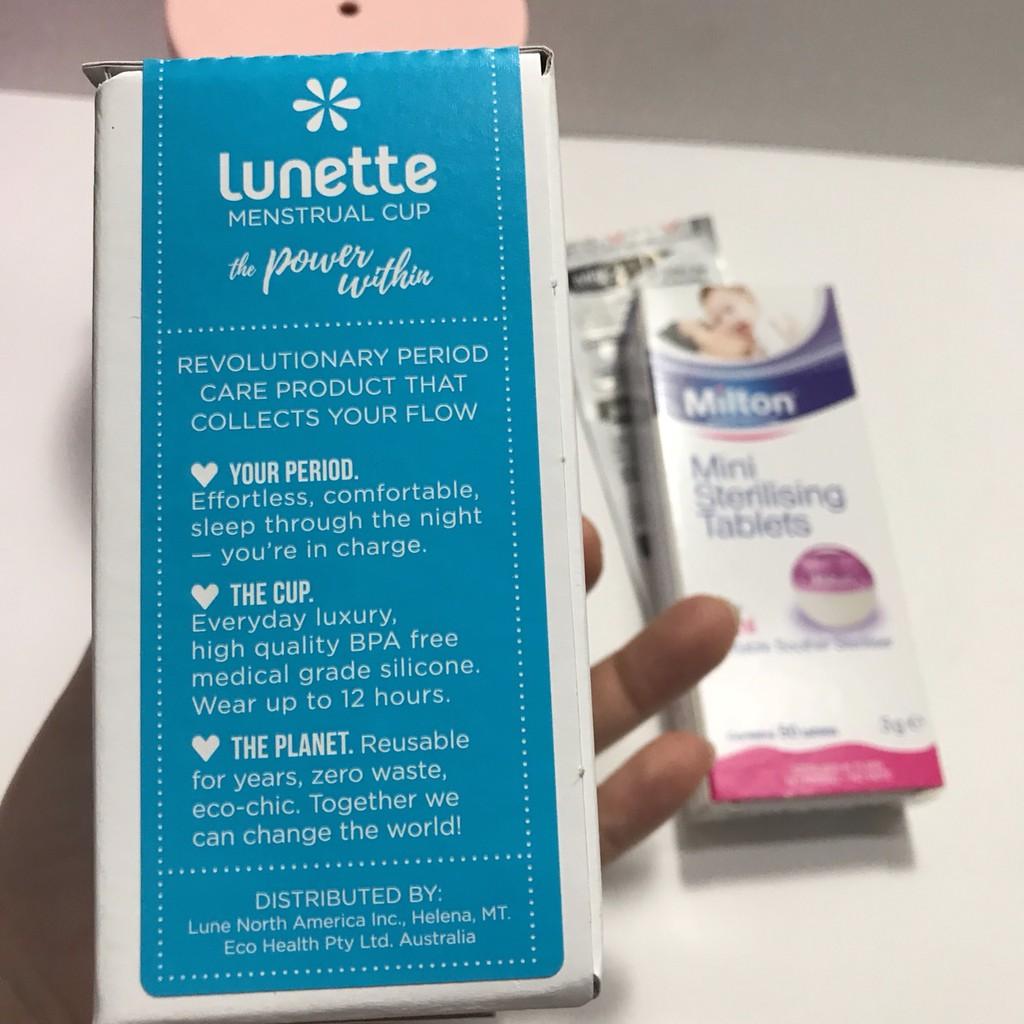 Lunette
MENSTRUAL CUP
the power
within
REVOLUTIONARY PERIOD
CARE PRODUCT THAT
COLLECTS YOUR FLOW
YOUR PERIOD.
Effortless, comfortable,
sleep through the night
— you're in charge.
THE CUP.
Everyday luxury,
high quality BPA free
medical grade silicone.
Wear up to 12 hours.
THE PLANET. Reusable
for years, zero waste,
eco-chic. Together we
can change the world!
DISTRIBUTED BY:
Lune North America Inc., Helena, MT.
Eco Health Pty Ltd. Australia
Milton
Mini
Sterilising
Tablets